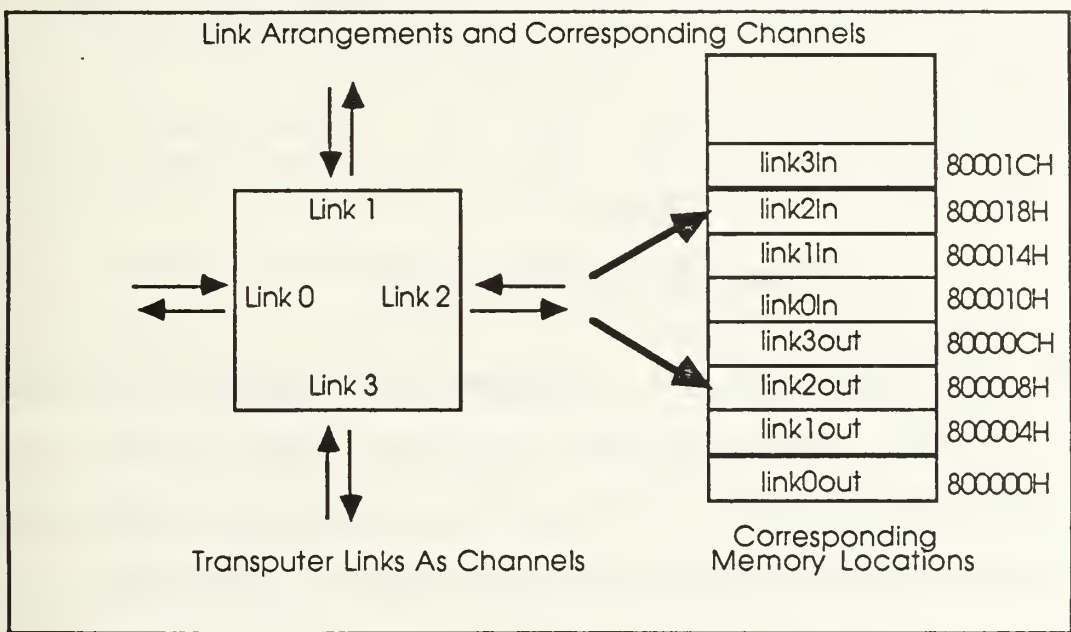 Link Arrangements and Corresponding Channels
Link 1
Link 0
Link 2
Link 3
Transputer Links As Channels
link3In 80001CH
link2In 800018H
link1In 800014H
link0In 800010H
link3out 80000CH
link2out 800008H
link1out 800004H
link0out 800000H
Corresponding
Memory Locations